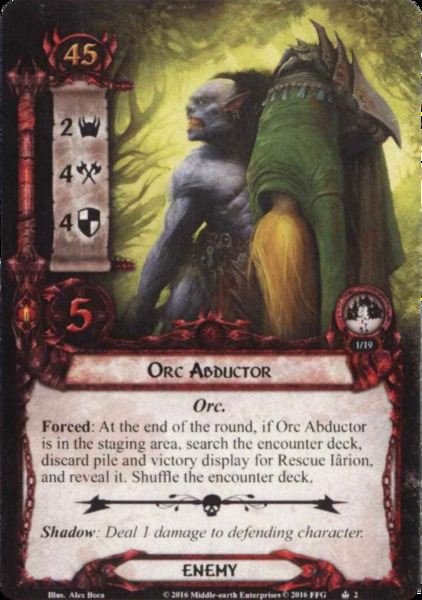 45
2
4
4
5
1/19
Orc Abductor
Orc.
Forced: At the end of the round, if Orc Abductor
is in the staging area, search the encounter deck,
discard pile and victory display for Rescue Iârion,
and reveal it. Shuffle the encounter deck.
Shadow: Deal 1 damage to defending character.
ENEMY
Illus. Alex Boca © 2016 Middle-earth Enterprises © 2016 FFG 2